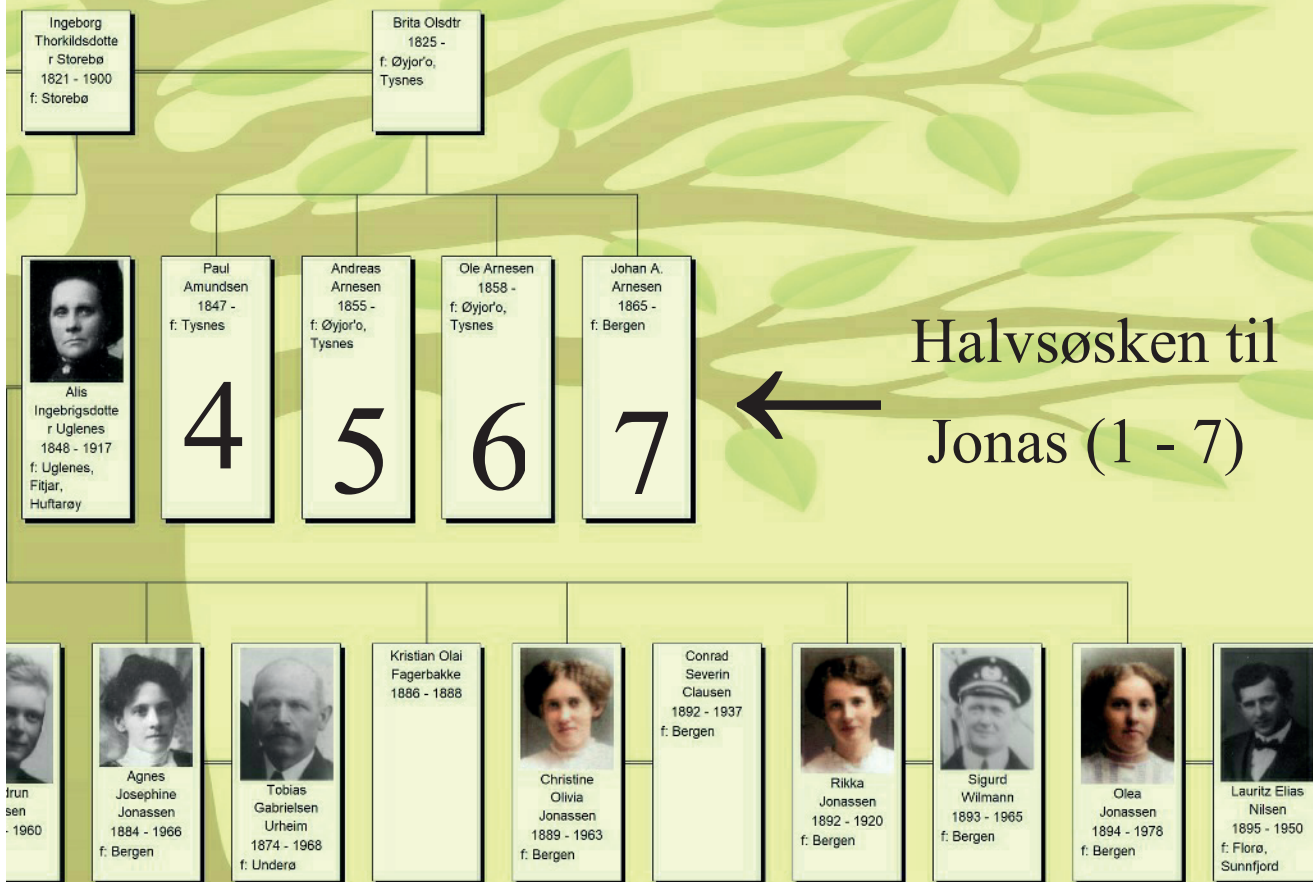 Ingeborg
Thorkildsdotte
r Storebø
1821 - 1900
f: Storebø
Brita Olsdtr
1825 -
f: Øyjor'o,
Tysnes
Alis
Ingebrigsdotte
r Uglenes
1848 - 1917
f: Uglenes,
Fitjar,
Huftarøy
Paul
Amundsen
1847 -
f: Tysnes
4
Andreas
Arnesen
1855 -
f: Øyjor'o,
Tysnes
5
Ole Arnesen
1858 -
f: Øyjor'o,
Tysnes
6
Johan A.
Arnesen
1865 -
f: Bergen
7
Halvsøsken til
Jonas (1 - 7)
drun
sen
- 1960
Agnes
Josephine
Jonassen
1884 - 1966
f: Bergen
Tobias
Gabrielsen
Urheim
1874 - 1968
f: Underø
Kristian Olai
Fagerbakke
1886 - 1888
Christine
Olivia
Jonassen
1889 - 1963
f: Bergen
Conrad
Severin
Clausen
1892 - 1937
f: Bergen
Rikka
Jonassen
1892 - 1920
f: Bergen
Sigurd
Wilmann
1893 - 1965
f: Bergen
Olea
Jonassen
1894 - 1978
f: Bergen
Lauritz Elias
Nilsen
1895 - 1950
f: Florø,
Sunnfjord